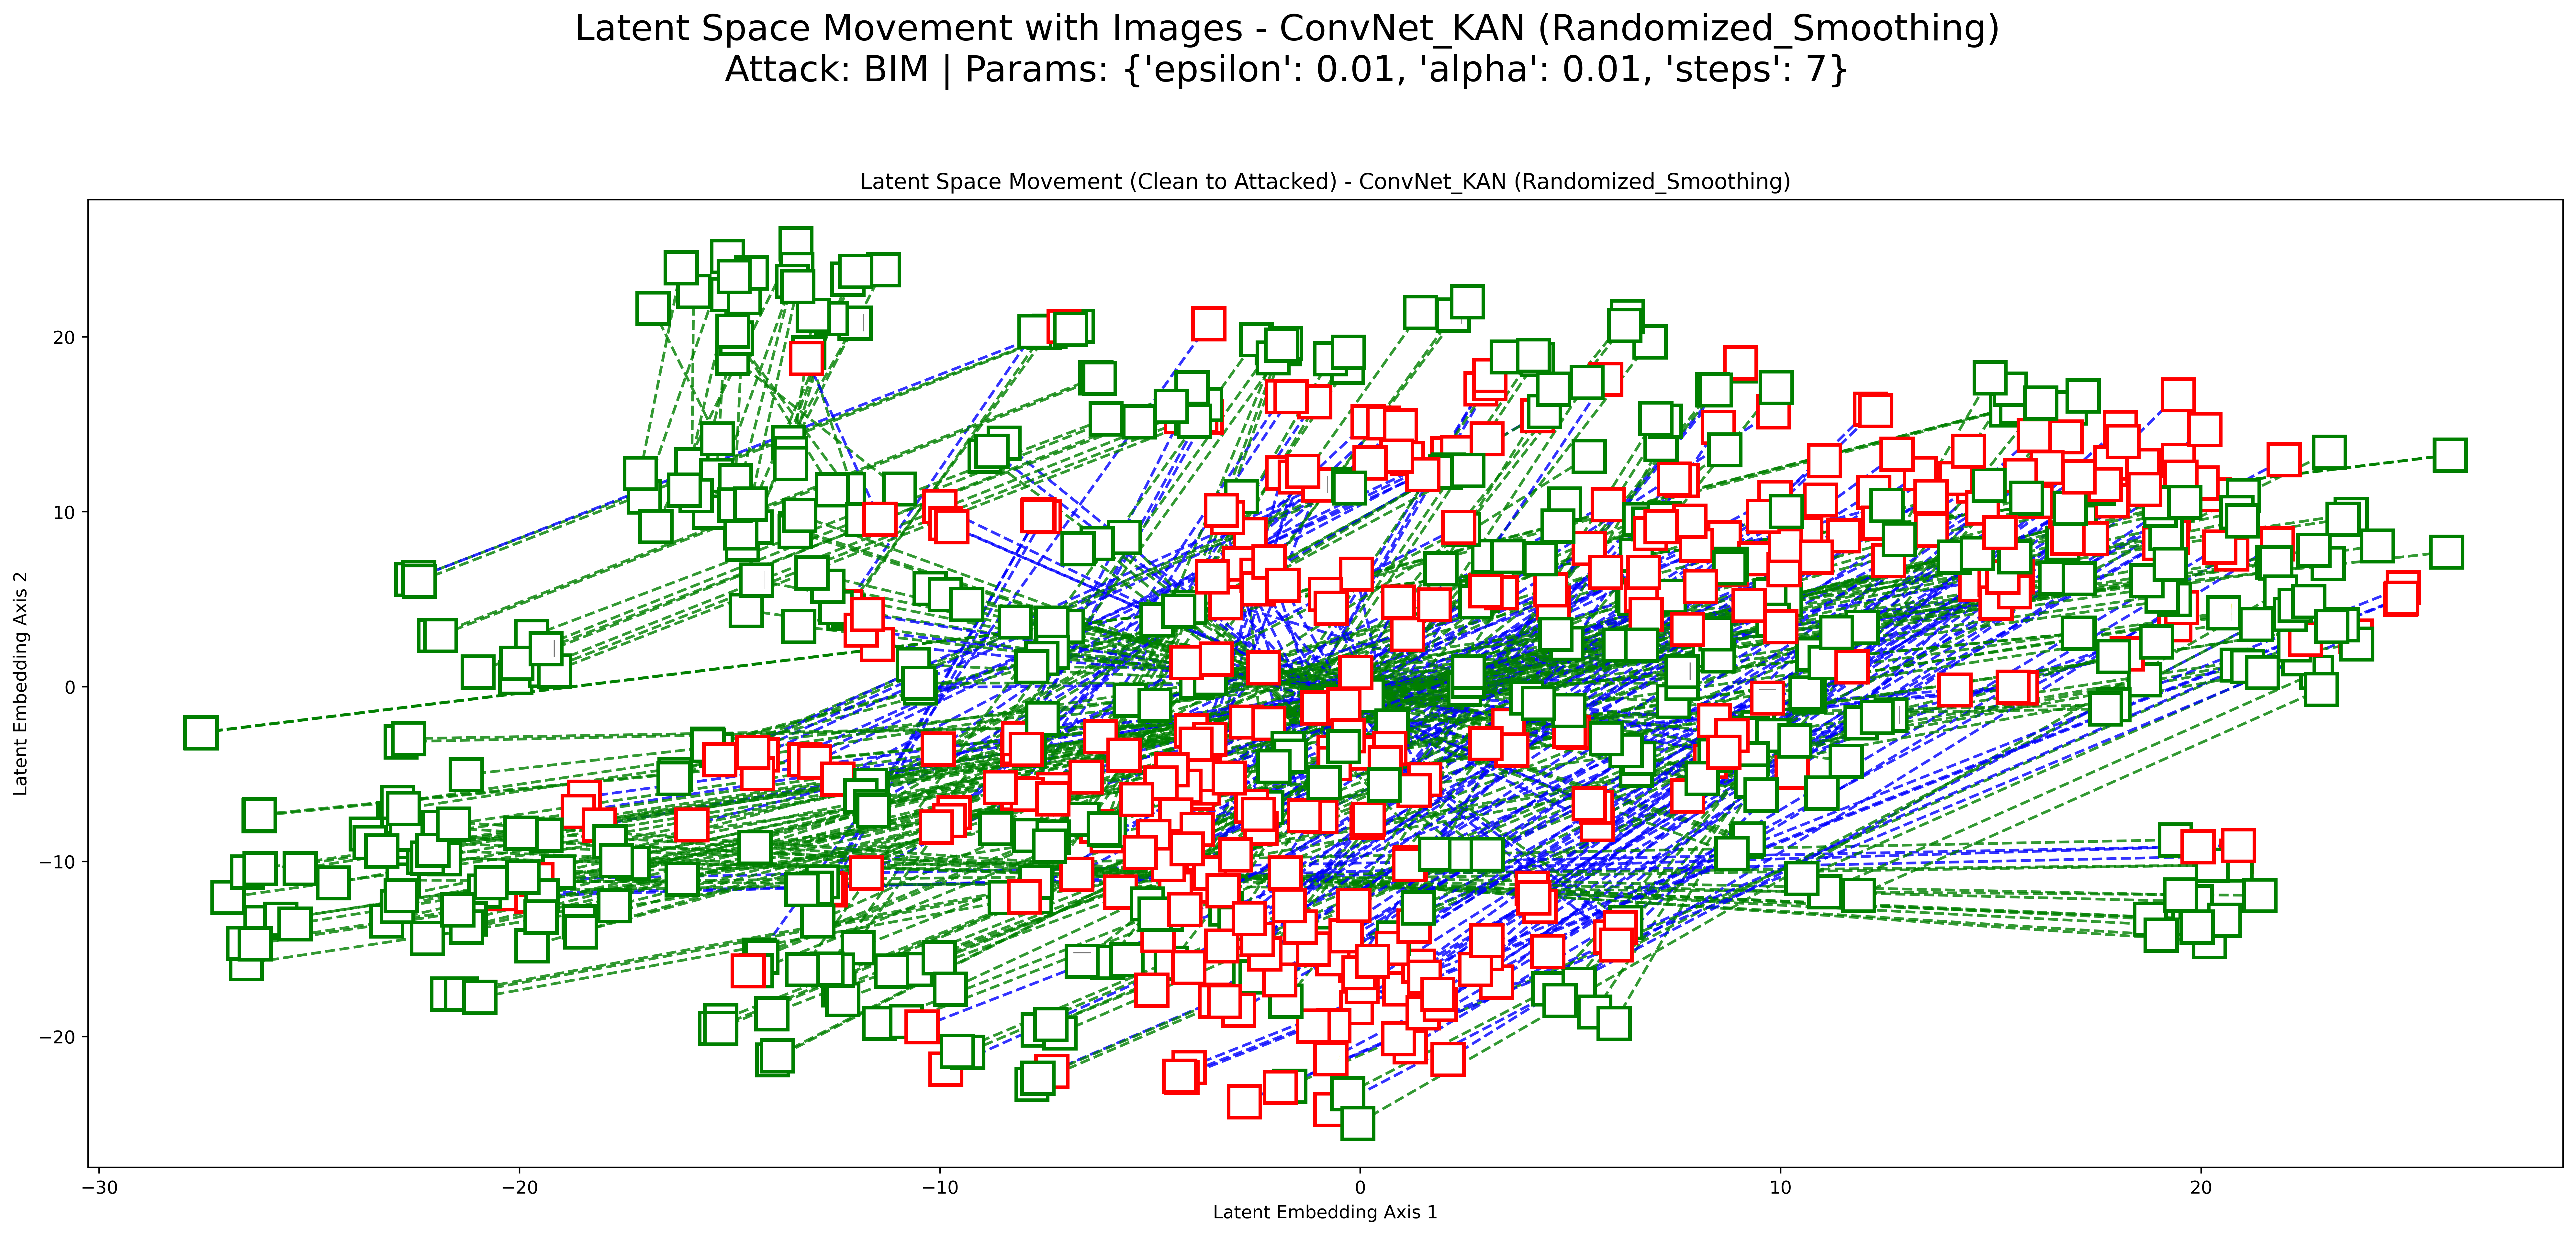 Latent Space Movement with Images - ConvNet_KAN (Randomized_Smoothing)
Attack: BIM | Params: {'epsilon': 0.01, 'alpha': 0.01, 'steps': 7}
Latent Space Movement (Clean to Attacked) - ConvNet_KAN (Randomized_Smoothing)
Latent Embedding Axis 2
20
10
0
−10
−20
−30
−20
−10
0
10
20
Latent Embedding Axis 1